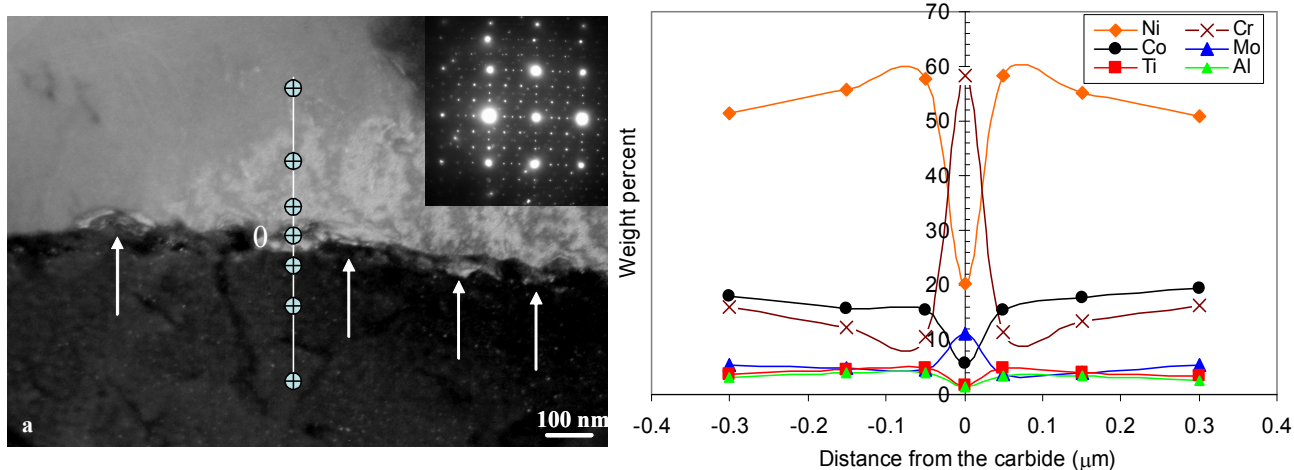 0
a
100 nm
70
60
50
40
30
20
10
0
Weight percent
Ni Cr
Co Mo
Ti Al
-0.4 -0.3 -0.2 -0.1 0 0.1 0.2 0.3 0.4
Distance from the carbide (μm)